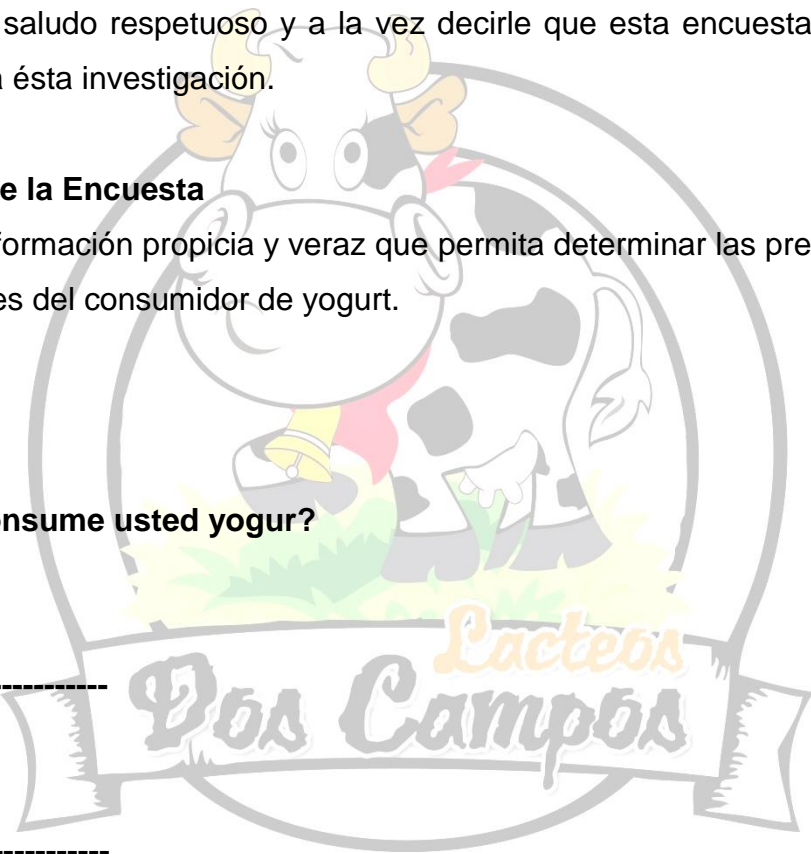 saludo respetuoso y a la vez decirle que esta encuesta
a ésta investigación.
e la Encuesta
formación propicia y veraz que permita determinar las pre
es del consumidor de yogurt.
onsume usted yogur?
-----------
Lacteos
Dos Campos
-----------